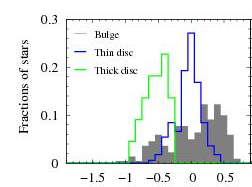 0.3
Bulge
Thin disc
Thick disc
0.2
0.1
0
Fractions of stars
−1.5 −1 −0.5 0 0.5